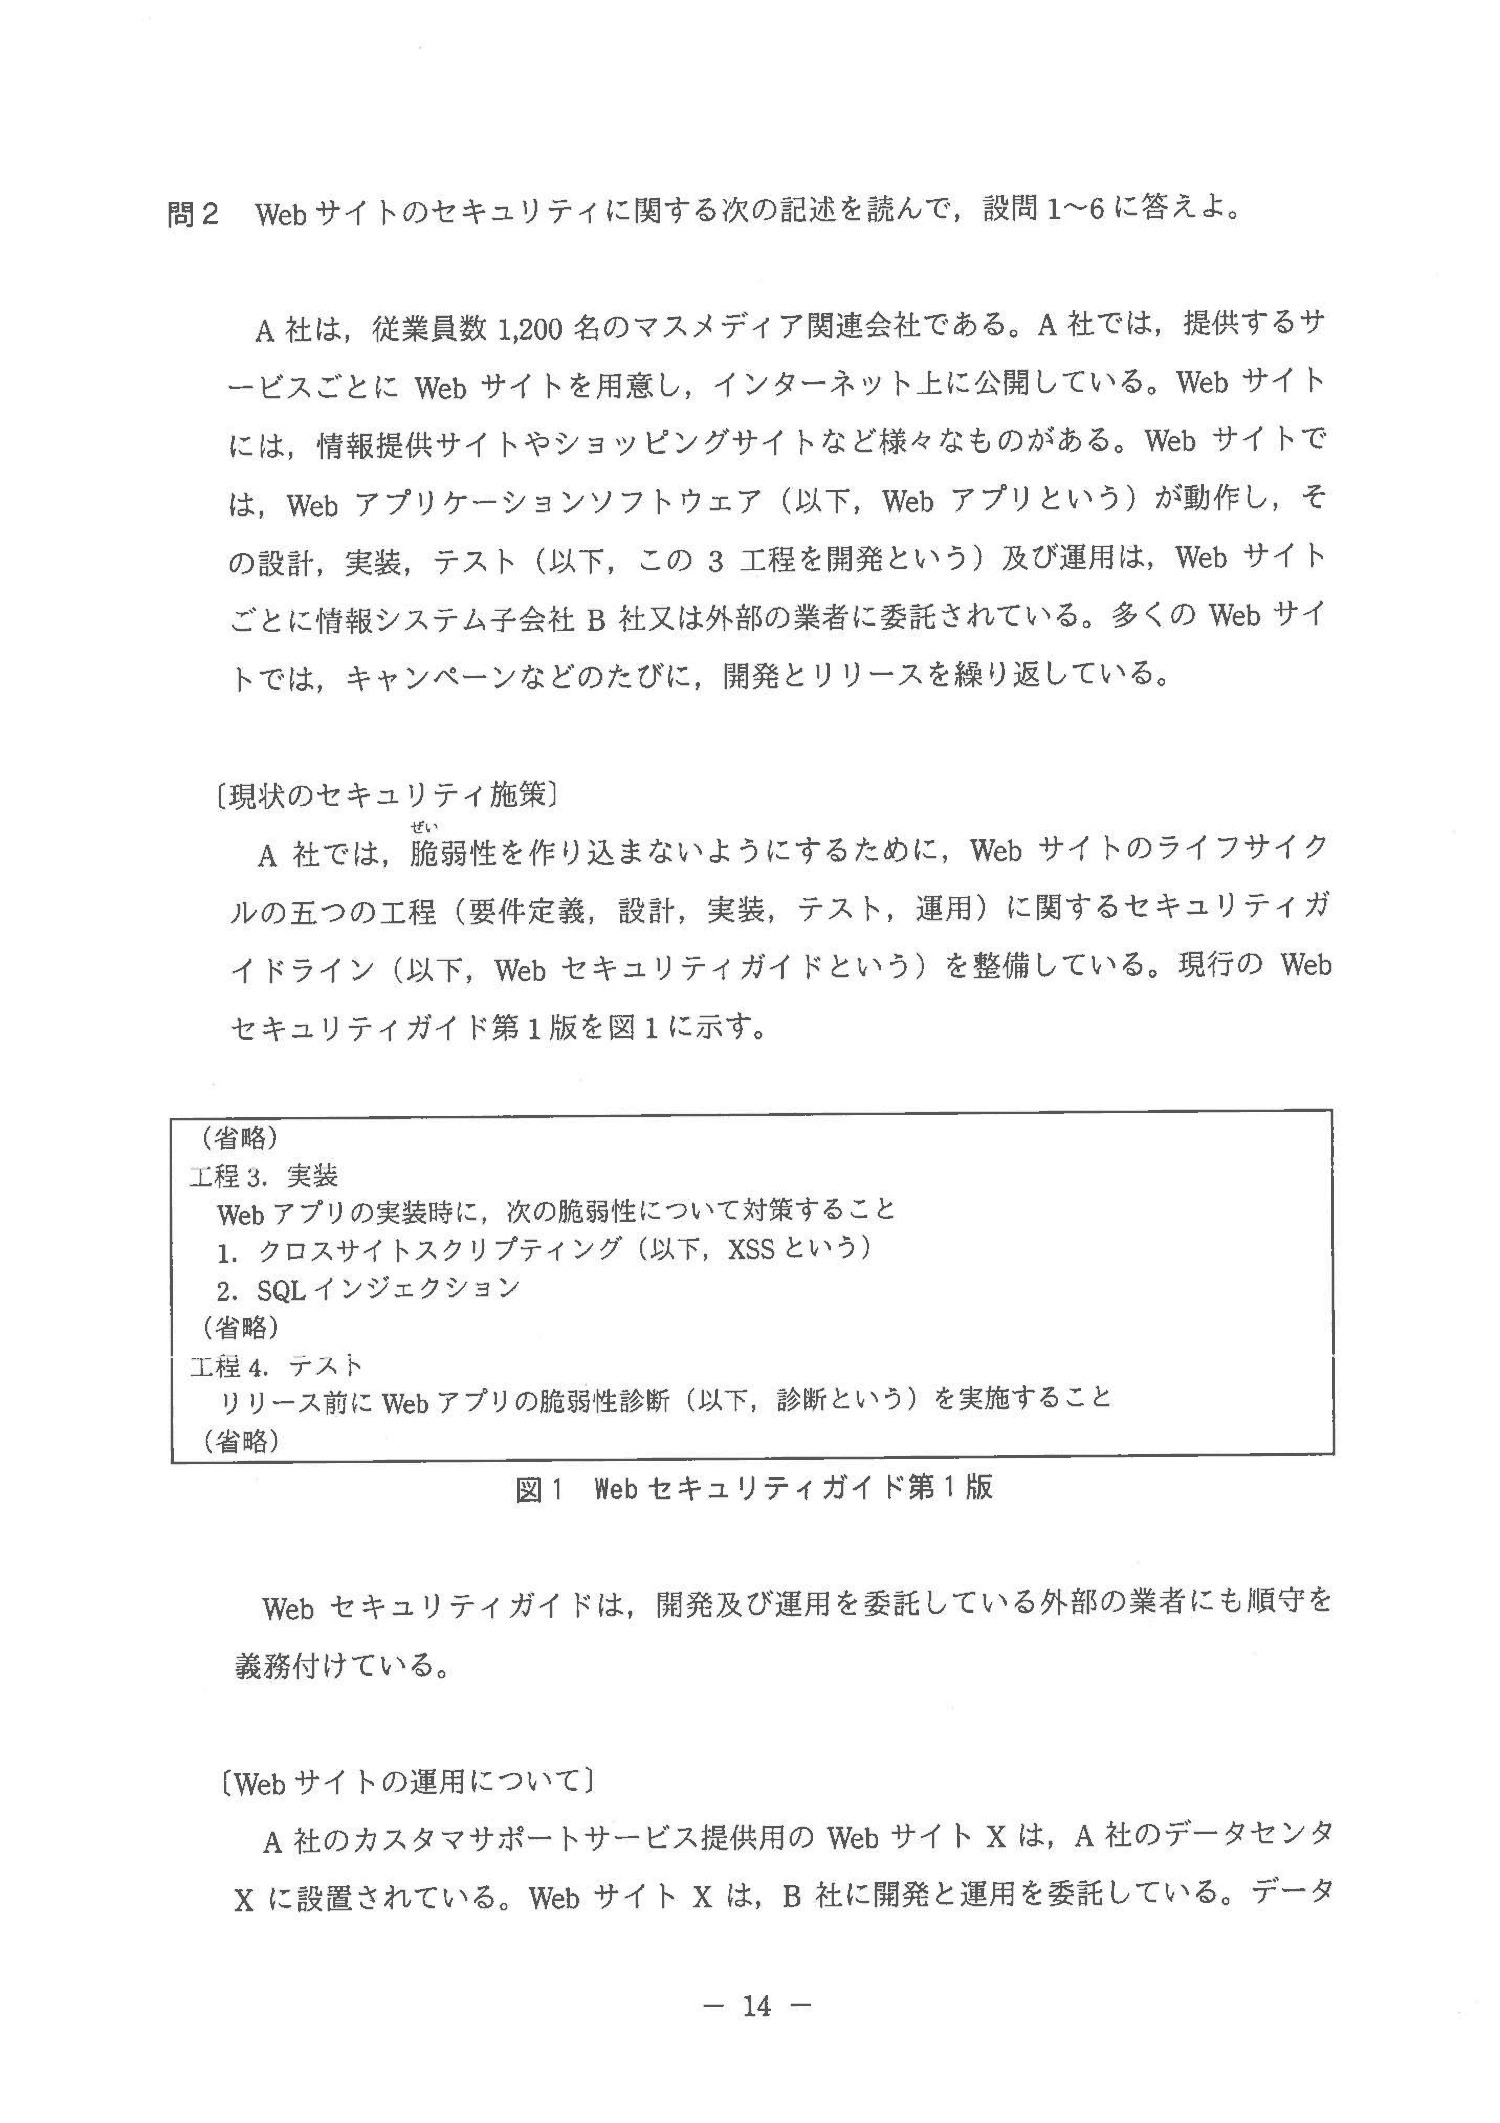 問2　Webサイトのセキュリティに関する次の記述を読んで，設問1～6に答えよ。
A社は，従業員数1,200名のマスメディア関連会社である。A社では，提供するサ
ービスごとにWebサイトを用意し，インターネット上に公開している。Webサイト
には，情報提供サイトやショッピングサイトなど様々なものがある。Webサイトで
は，Webアプリケーションソフトウェア（以下，Webアプリという）が動作し，そ
の設計，実装，テスト（以下，この3工程を開発という）及び運用は，Webサイト
ごとに情報システム子会社B社又は外部の業者に委託されている。多くのWebサイ
トでは，キャンペーンなどのたびに，開発とリリースを繰り返している。
〔現状のセキュリティ施策〕
ぜい
A社では，脆弱性を作り込まないようにするために，Webサイトのライフサイク
ルの五つの工程（要件定義，設計，実装，テスト，運用）に関するセキュリティガ
イドライン（以下，Webセキュリティガイドという）を整備している。現行のWeb
セキュリティガイド第1版を図1に示す。
（省略）
工程3．実装
Webアプリの実装時に，次の脆弱性について対策すること
1．クロスサイトスクリプティング（以下，XSSという）
2．SQLインジェクション
（省略）
工程4．テスト
リリース前にWebアプリの脆弱性診断（以下，診断という）を実施すること
（省略）
図1　Webセキュリティガイド第1版
Webセキュリティガイドは，開発及び運用を委託している外部の業者にも順守を
義務付けている。
〔Webサイトの運用について〕
A社のカスタマサポートサービス提供用のWebサイトXは，A社のデータセンタ
Xに設置されている。WebサイトXは，B社に開発と運用を委託している。データ
－ 14 －